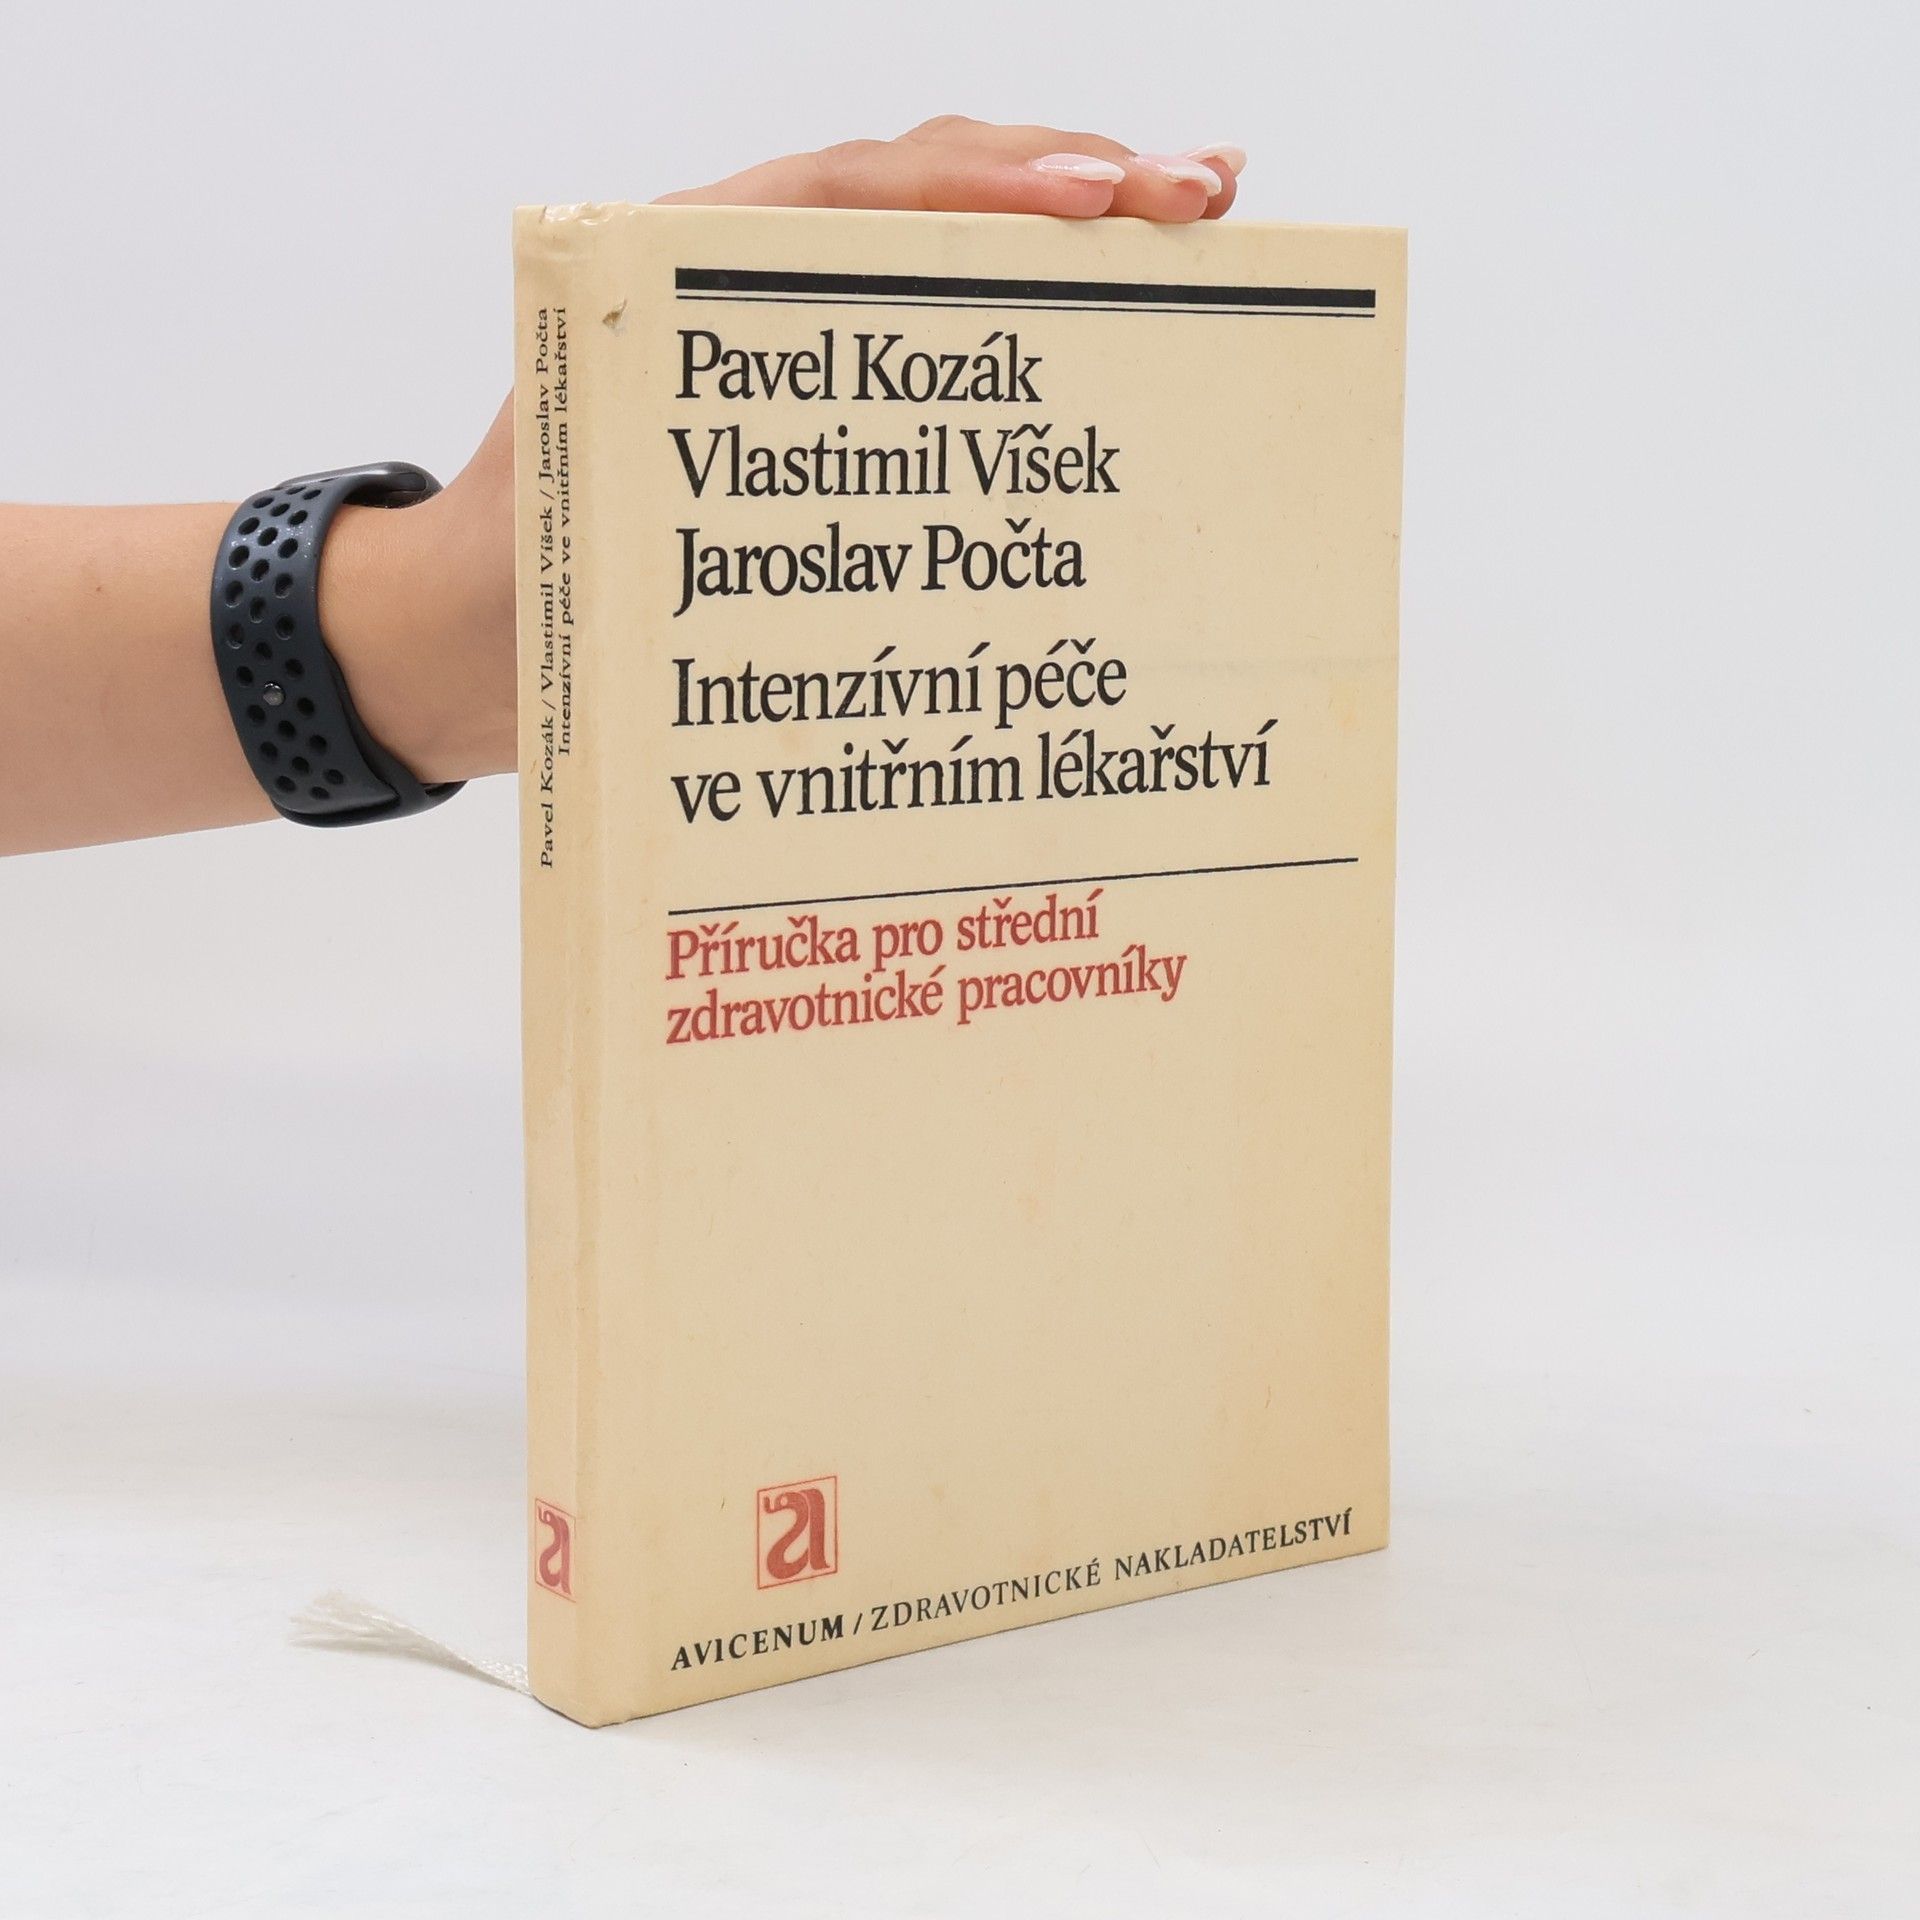 Pavel Kozák / Vlastimil Víšek / Jaroslav Počta
Intenzívní péče ve vnitřním lékařství
Pavel Kozák
Vlastimil Víšek
Jaroslav Počta
Intenzívní péče
ve vnitřním lékařství
Příručka pro střední
zdravotnické pracovníky
a
a
AVICENUM / ZDRAVOTNICKÉ NAKLADATELSTVÍ